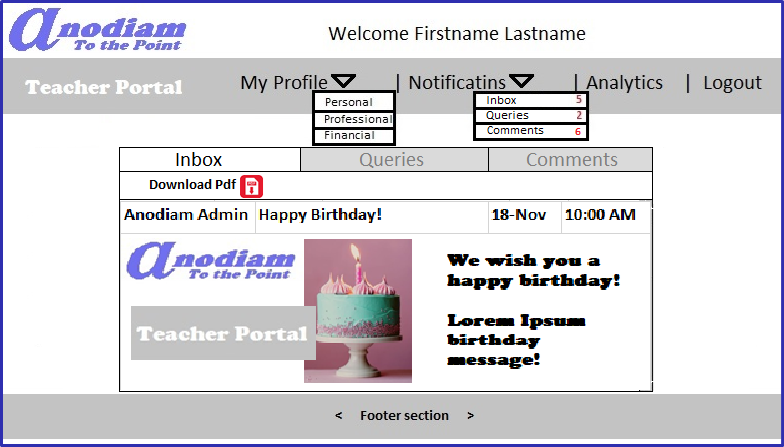 Anodiam
To the Point
Welcome Firstname Lastname
Teacher Portal
My Profile | Notificatins | Analytics | Logout
Personal
Professional
Financial
Inbox 5
Queries 2
Comments 6
Inbox Queries Comments
Download Pdf
Anodiam Admin Happy Birthday! 18-Nov 10:00 AM
Anodiam
To the Point
Teacher Portal
We wish you a
happy birthday!
Lorem Ipsum
birthday
message!
< Footer section >